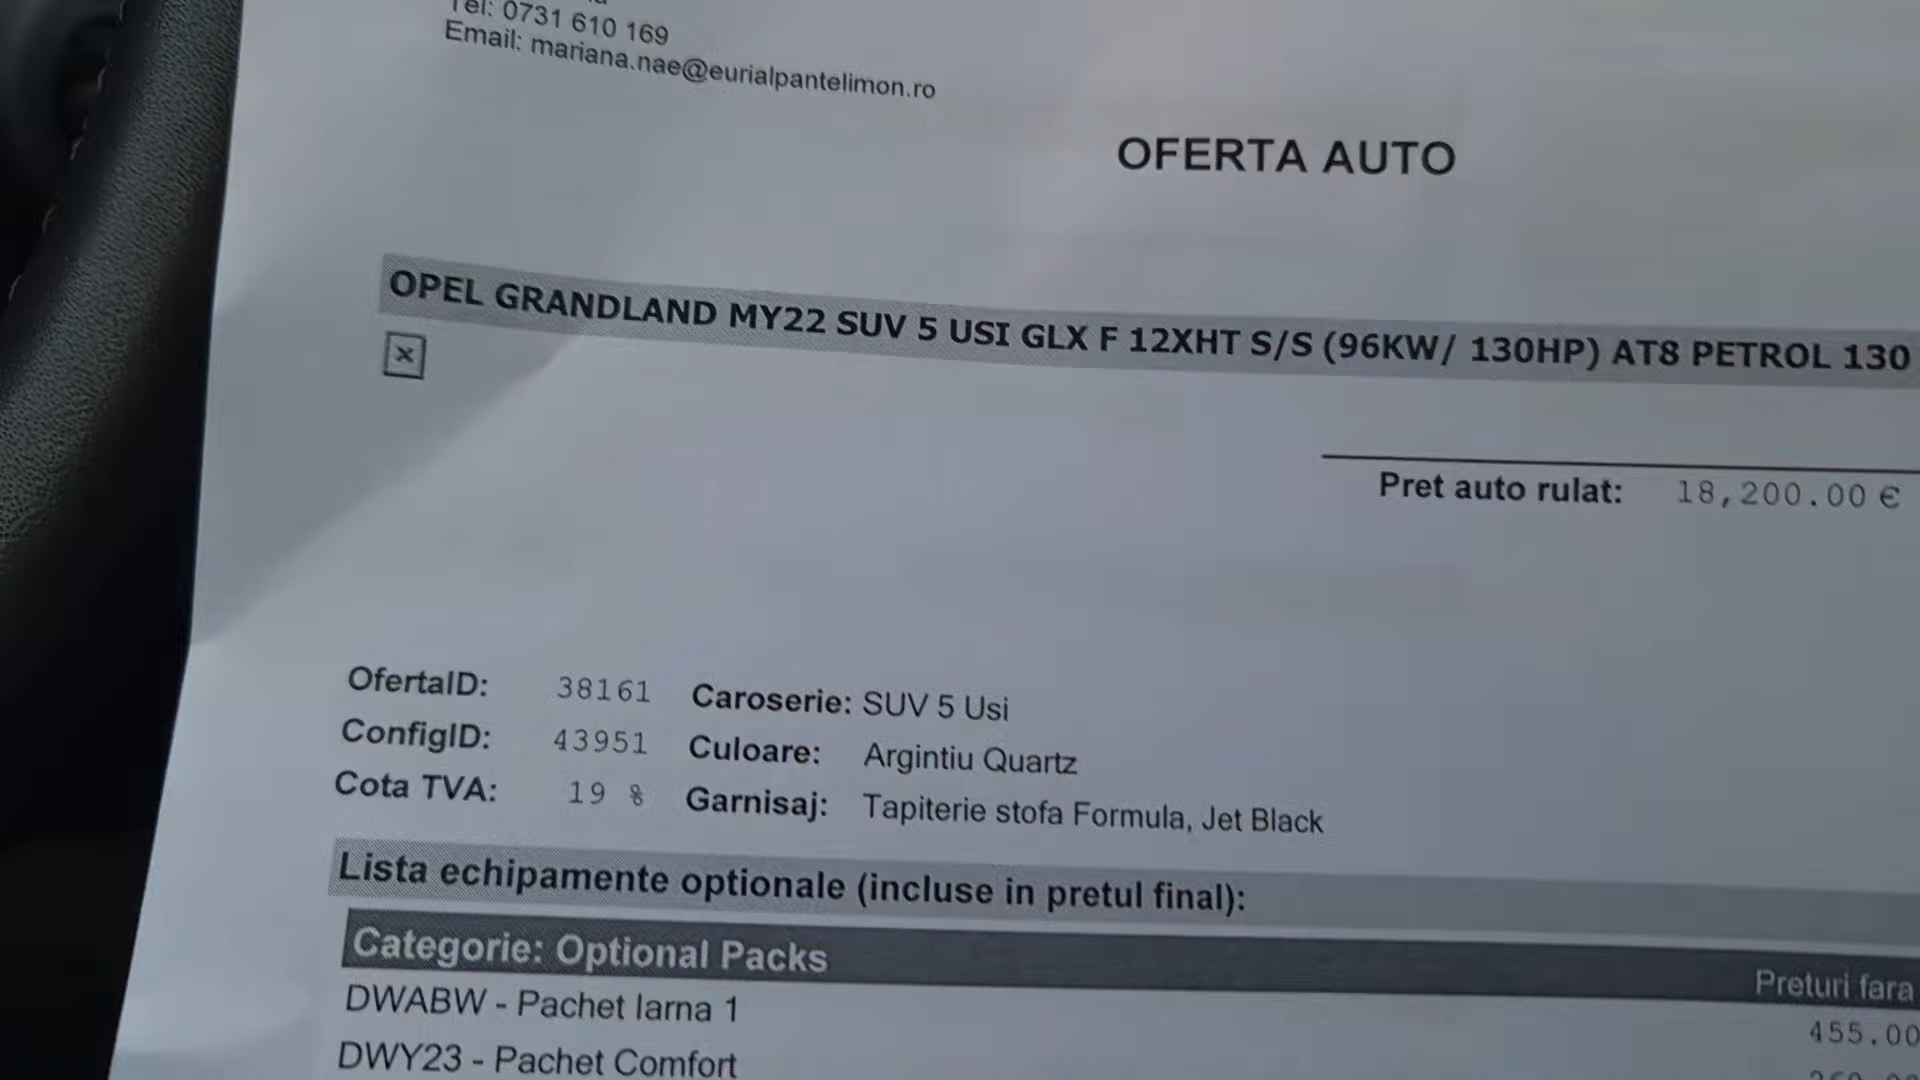 Tel: 0731 610 169
Email: mariana.nae@eurialpantelimon.ro
OFERTA AUTO
OPEL GRANDLAND MY22 SUV 5 USI GLX F 12XHT S/S (96KW/ 130HP) AT8 PETROL 130
Pret auto rulat: 18,200.00 €
OfertaID: 38161 Caroserie: SUV 5 Usi
ConfigID: 43951 Culoare: Argintiu Quartz
Cota TVA: 19 % Garnisaj: Tapiterie stofa Formula, Jet Black
Lista echipamente optionale (incluse in pretul final):
Categorie: Optional Packs Preturi fara
DWABW - Pachet Iarna 1 455.00
DWY23 - Pachet Comfort